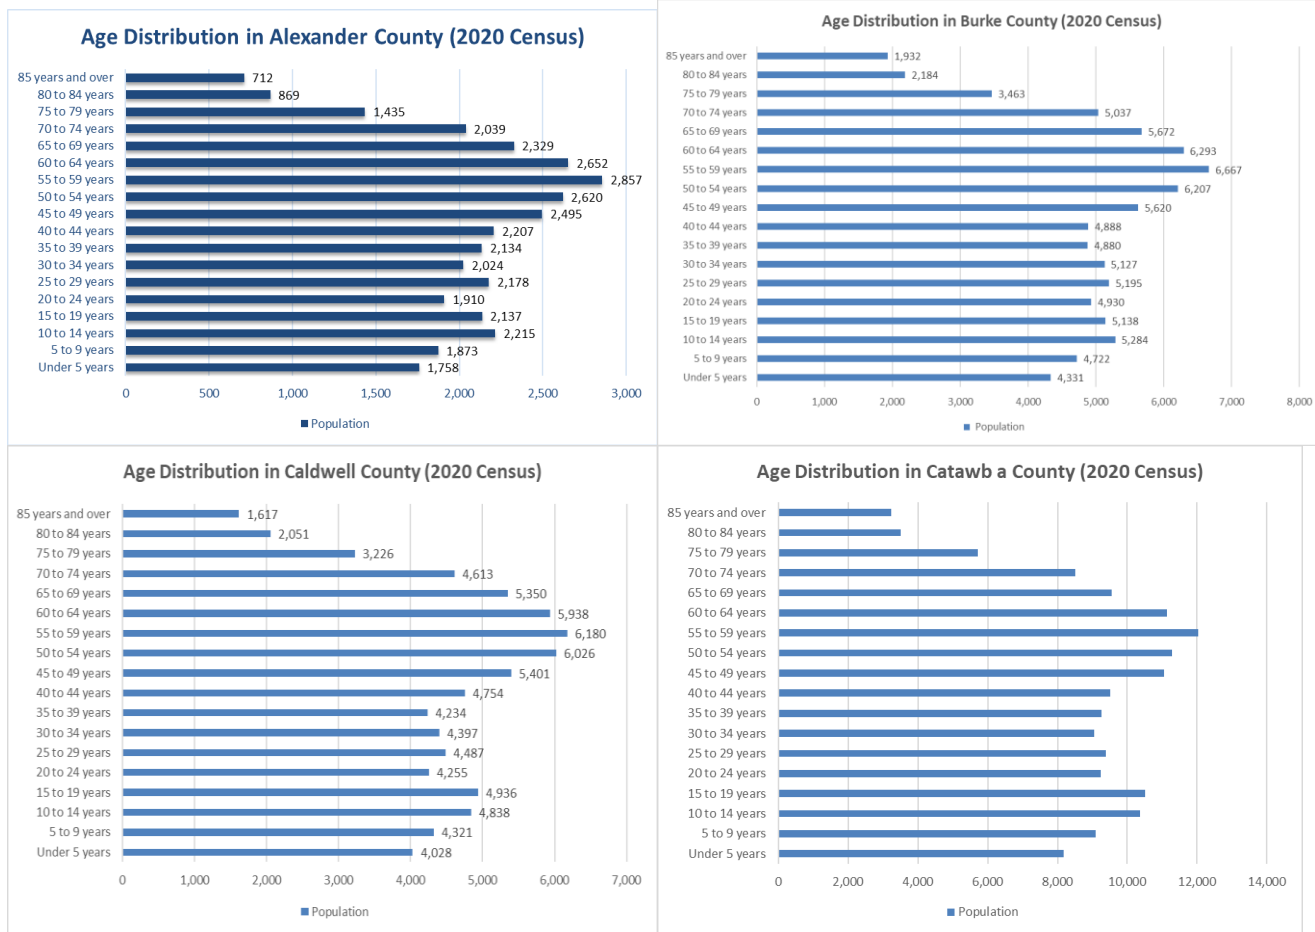 Age Distribution in Alexander County (2020 Census)
85 years and over 712
80 to 84 years 869
75 to 79 years 1,435
70 to 74 years 2,039
65 to 69 years 2,329
60 to 64 years 2,652
55 to 59 years 2,857
50 to 54 years 2,620
45 to 49 years 2,495
40 to 44 years 2,207
35 to 39 years 2,134
30 to 34 years 2,024
25 to 29 years 2,178
20 to 24 years 1,910
15 to 19 years 2,137
10 to 14 years 2,215
5 to 9 years 1,873
Under 5 years 1,758
0 500 1,000 1,500 2,000 2,500 3,000
Population
Age Distribution in Burke County (2020 Census)
85 years and over 1,932
80 to 84 years 2,184
75 to 79 years 3,463
70 to 74 years 5,037
65 to 69 years 5,672
60 to 64 years 6,293
55 to 59 years 6,667
50 to 54 years 6,207
45 to 49 years 5,620
40 to 44 years 4,888
35 to 39 years 4,880
30 to 34 years 5,127
25 to 29 years 5,195
20 to 24 years 4,930
15 to 19 years 5,138
10 to 14 years 5,284
5 to 9 years 4,722
Under 5 years 4,331
0 1,000 2,000 3,000 4,000 5,000 6,000 7,000 8,000
Population
Age Distribution in Caldwell County (2020 Census)
85 years and over 1,617
80 to 84 years 2,051
75 to 79 years 3,226
70 to 74 years 4,613
65 to 69 years 5,350
60 to 64 years 5,938
55 to 59 years 6,180
50 to 54 years 6,026
45 to 49 years 5,401
40 to 44 years 4,754
35 to 39 years 4,234
30 to 34 years 4,397
25 to 29 years 4,487
20 to 24 years 4,255
15 to 19 years 4,936
10 to 14 years 4,838
5 to 9 years 4,321
Under 5 years 4,028
0 1,000 2,000 3,000 4,000 5,000 6,000 7,000
Population
Age Distribution in Catawb a County (2020 Census)
85 years and over
80 to 84 years
75 to 79 years
70 to 74 years
65 to 69 years
60 to 64 years
55 to 59 years
50 to 54 years
45 to 49 years
40 to 44 years
35 to 39 years
30 to 34 years
25 to 29 years
20 to 24 years
15 to 19 years
10 to 14 years
5 to 9 years
Under 5 years
0 2,000 4,000 6,000 8,000 10,000 12,000 14,000
Population